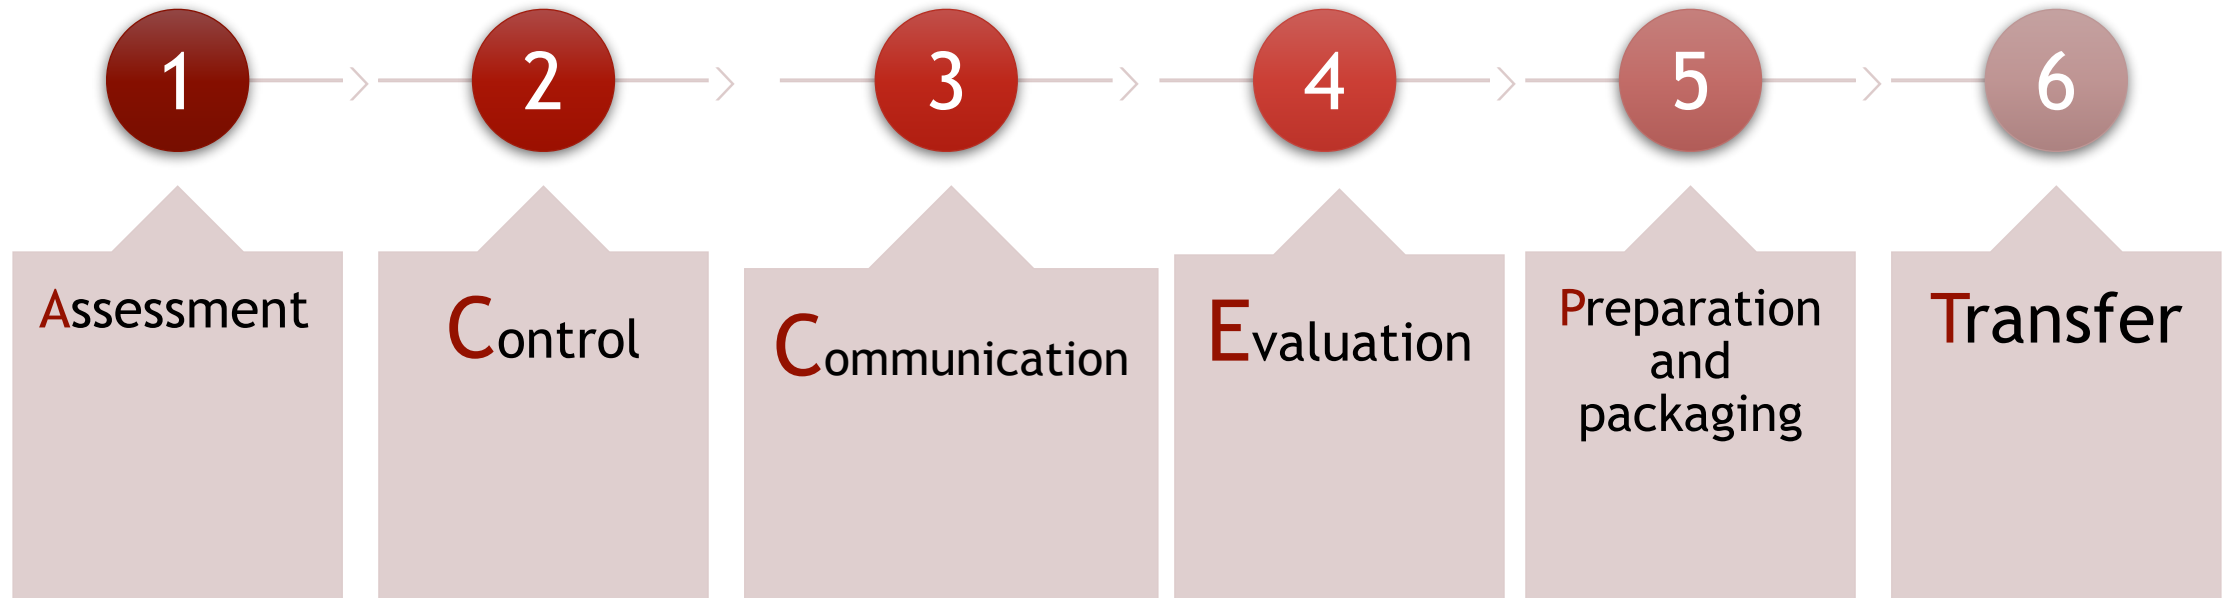 1
2
3
4
5
6
Assessment
Control
Communication
Evaluation
Preparation
and
packaging
Transfer